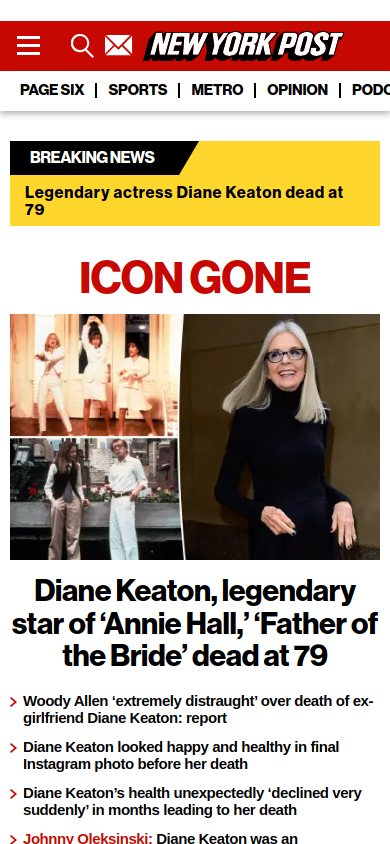 NEW YORK POST
PAGE SIX | SPORTS | METRO | OPINION | PODC
BREAKING NEWS
Legendary actress Diane Keaton dead at
79
ICON GONE
Diane Keaton, legendary
star of ‘Annie Hall,’ ‘Father of
the Bride’ dead at 79
Woody Allen ‘extremely distraught’ over death of ex-
girlfriend Diane Keaton: report
Diane Keaton looked happy and healthy in final
Instagram photo before her death
Diane Keaton’s health unexpectedly ‘declined very
suddenly’ in months leading to her death
Johnny Oleksinski: Diane Keaton was an